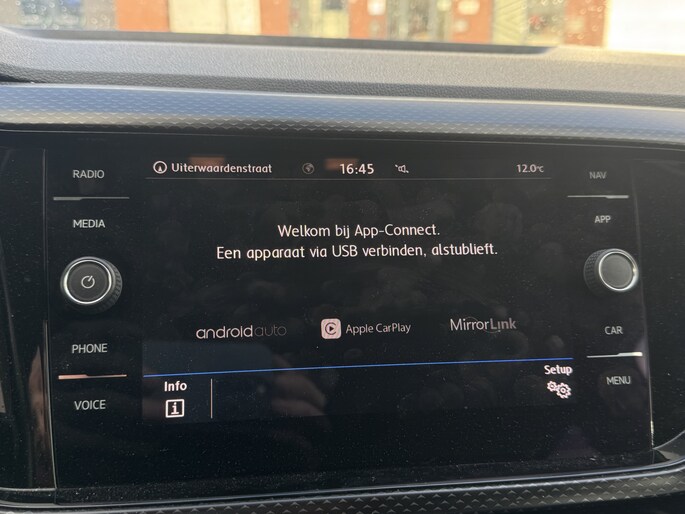 RADIO
MEDIA
PHONE
VOICE
Uiterwaardenstraat 16:45 12.0°C
Welkom bij App-Connect.
Een apparaat via USB verbinden, alstublieft.
androidauto Apple CarPlay MirrorLink
Info
Setup
NAV
APP
CAR
MENU